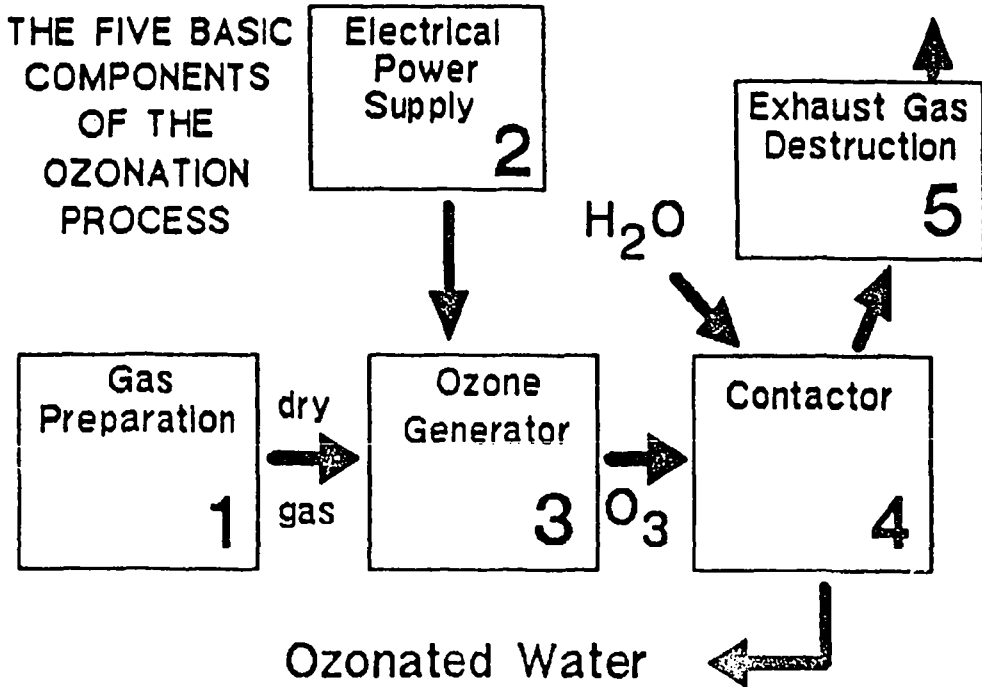 THE FIVE BASIC
COMPONENTS
OF THE
OZONATION
PROCESS
Electrical
Power
Supply
2
Exhaust Gas
Destruction
5
H₂O
Gas
Preparation
1
dry
gas
Ozone
Generator
3
O₃
Contactor
4
Ozonated Water